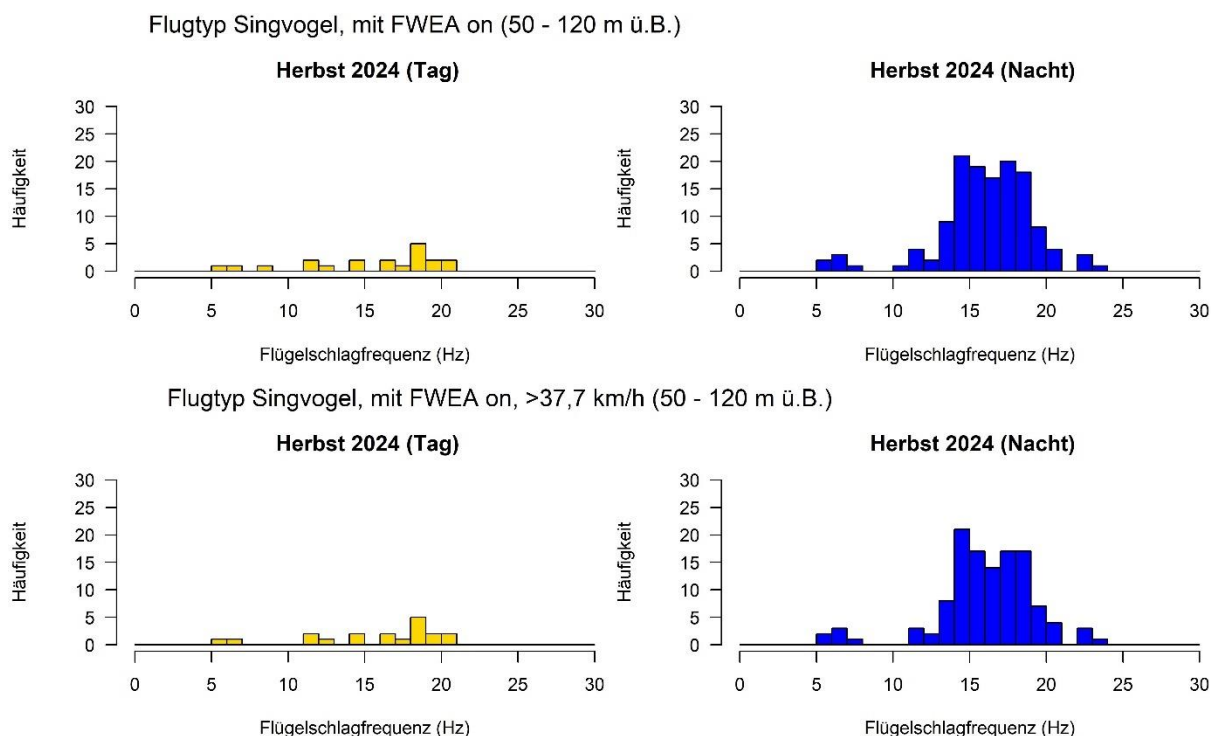 Flugtyp Singvogel, mit FWEA on (50 - 120 m ü.B.)
Herbst 2024 (Tag)
Herbst 2024 (Nacht)
Häufigkeit
30
25
20
15
10
5
0
0 5 10 15 20 25 30
Flügelschlagfrequenz (Hz)
Häufigkeit
30
25
20
15
10
5
0
0 5 10 15 20 25 30
Flügelschlagfrequenz (Hz)
Flugtyp Singvogel, mit FWEA on, >37,7 km/h (50 - 120 m ü.B.)
Herbst 2024 (Tag)
Herbst 2024 (Nacht)
Häufigkeit
30
25
20
15
10
5
0
0 5 10 15 20 25 30
Flügelschlagfrequenz (Hz)
Häufigkeit
30
25
20
15
10
5
0
0 5 10 15 20 25 30
Flügelschlagfrequenz (Hz)